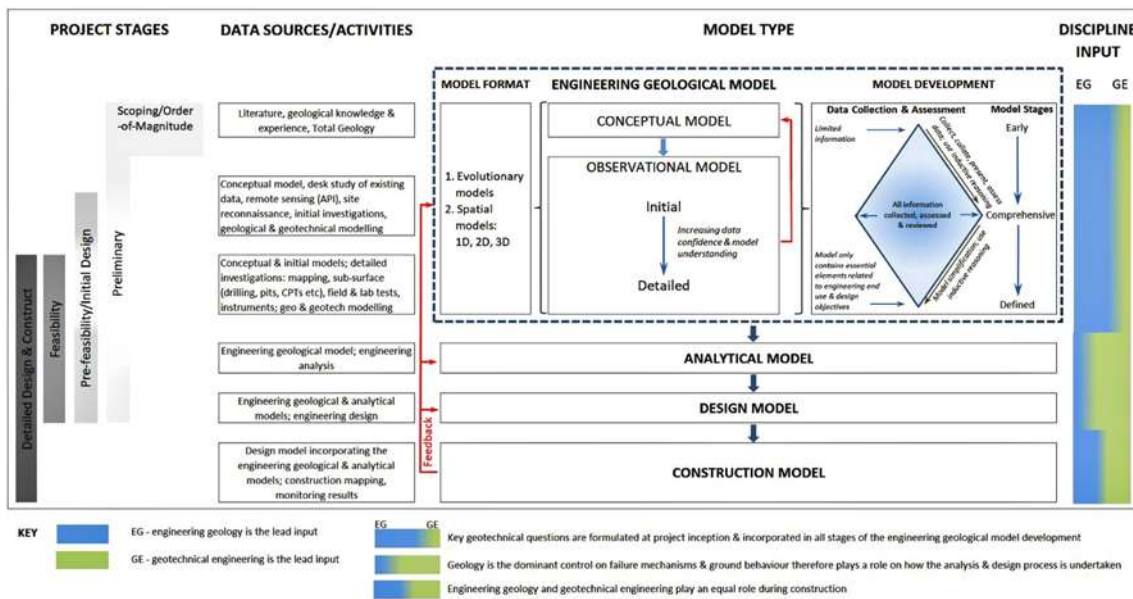 PROJECT STAGES
DATA SOURCES/ACTIVITIES
MODEL TYPE
DISCIPLINE
INPUT
EG GE
Scoping/Order
-of-Magnitude
Preliminary
Pre-feasibility/Initial Design
Feasibility
Detailed Design & Construct
Literature, geological knowledge &
experience, Total Geology
Conceptual model, desk study of existing
data, remote sensing (API), site
reconnaissance, initial investigations,
geological & geotechnical modelling
Conceptual & initial models; detailed
investigations: mapping, sub-surface
(drilling, pits, CPTs etc), field & lab tests,
instruments; geo & geotech modelling
Engineering geological model; engineering
analysis
Engineering geological & analytical
models; engineering design
Design model incorporating the
engineering geological & analytical
models; construction mapping,
monitoring results
Feedback
MODEL FORMAT
1. Evolutionary
models
2. Spatial
models:
1D, 2D, 3D
ENGINEERING GEOLOGICAL MODEL
CONCEPTUAL MODEL
OBSERVATIONAL MODEL
Initial
Increasing data
confidence & model
understanding
Detailed
MODEL DEVELOPMENT
Data Collection & Assessment
Model Stages
Limited
information
Collect, collate, present, assess
data, use inductive reasoning
All information
collected, assessed
& reviewed
Model only
contains essential
elements related
to engineering end
use & design
objectives
Model simplification; use
inductive reasoning
Early
Comprehensive
Defined
ANALYTICAL MODEL
DESIGN MODEL
CONSTRUCTION MODEL
KEY
EG - engineering geology is the lead input
GE - geotechnical engineering is the lead input
EG GE
Key geotechnical questions are formulated at project inception & incorporated in all stages of the engineering geological model development
Geology is the dominant control on failure mechanisms & ground behaviour therefore plays a role on how the analysis & design process is undertaken
Engineering geology and geotechnical engineering play an equal role during construction